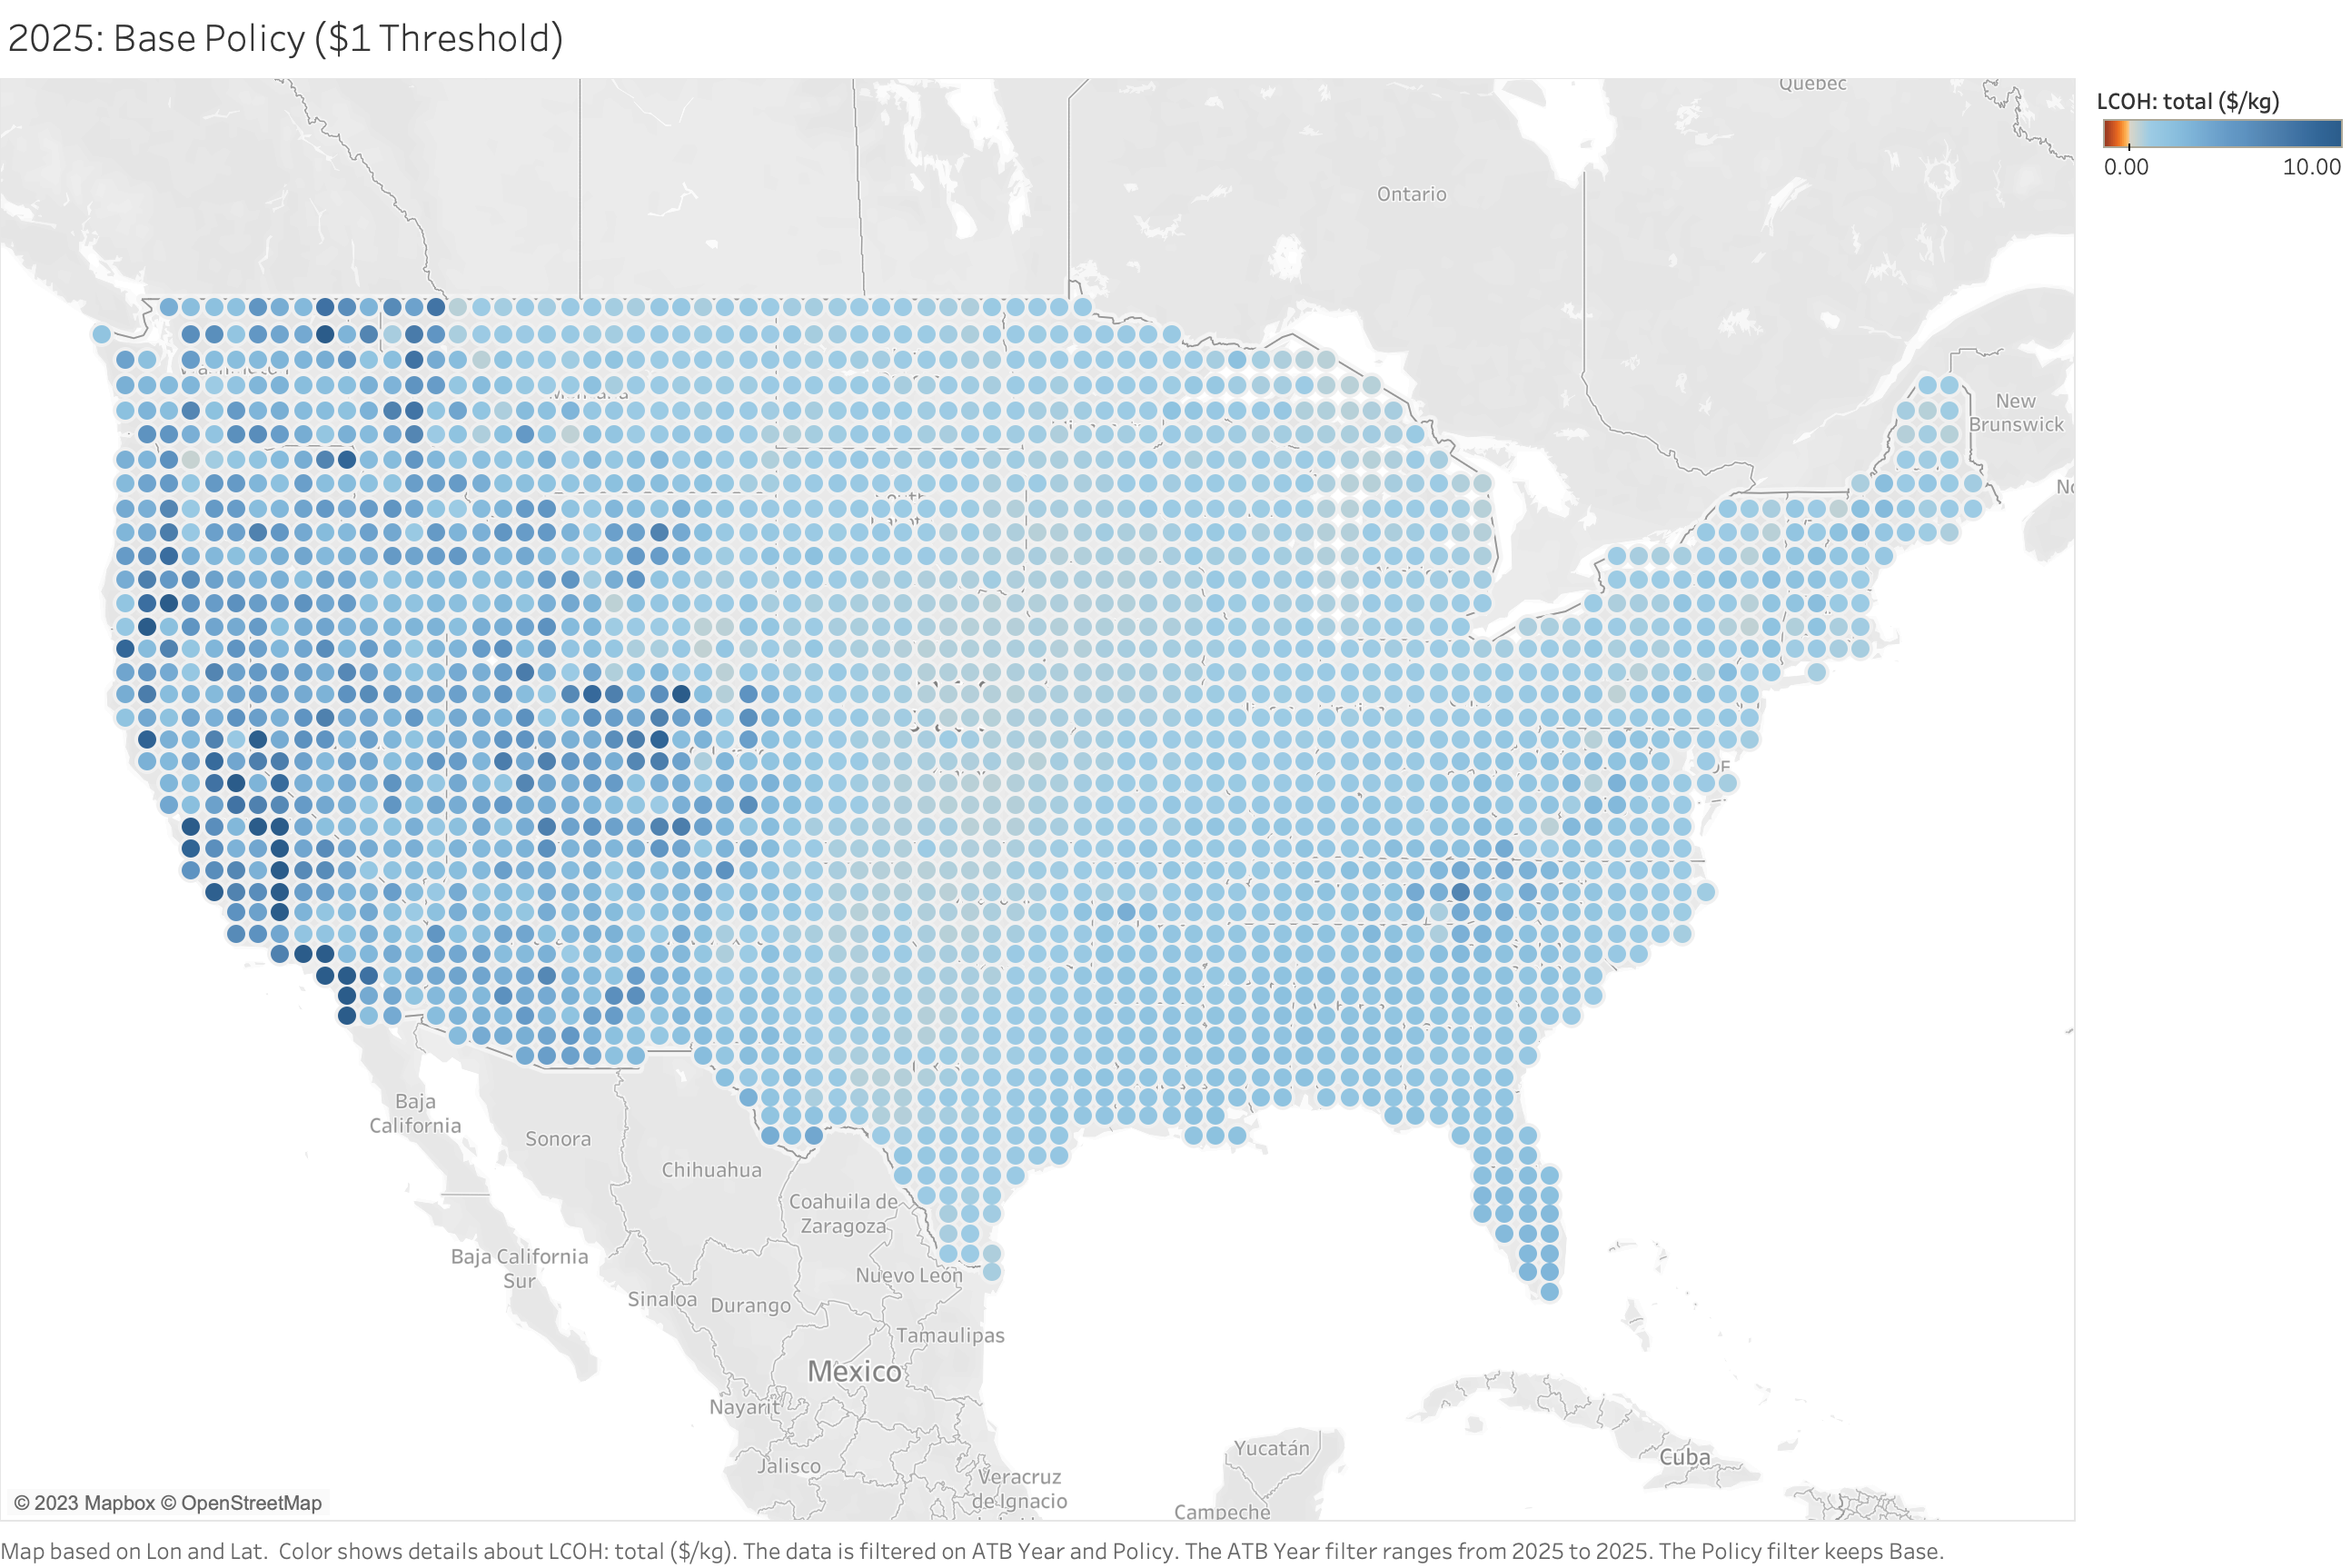 2025: Base Policy ($1 Threshold)
LCOH: total ($/kg)
0.00
10.00
Quebec
Ontario
New
Brunswick
Baja
California
Sonora
Chihuahua
Coahuila de
Zaragoza
Baja California
Sur
Nuevo León
Sinaloa
Durango
Tamaulipas
Mexico
Nayarit
Jalisco
Yucatán
Cuba
Veracruz
de Ignacio
Campeche
© 2023 Mapbox © OpenStreetMap
Map based on Lon and Lat. Color shows details about LCOH: total ($/kg). The data is filtered on ATB Year and Policy. The ATB Year filter ranges from 2025 to 2025. The Policy filter keeps Base.